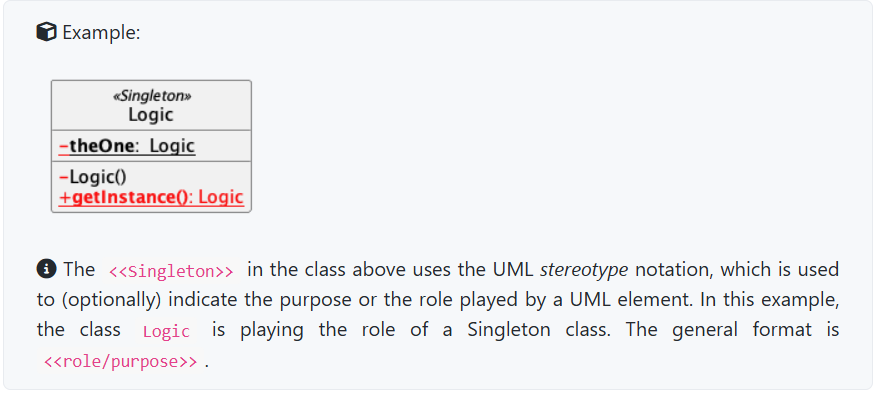 Example:
«Singleton»
Logic
-theOne: Logic
-Logic()
+getInstance(): Logic
The <<Singleton>> in the class above uses the UML stereotype notation, which is used
to (optionally) indicate the purpose or the role played by a UML element. In this example,
the class Logic is playing the role of a Singleton class. The general format is
<<role/purpose>> .